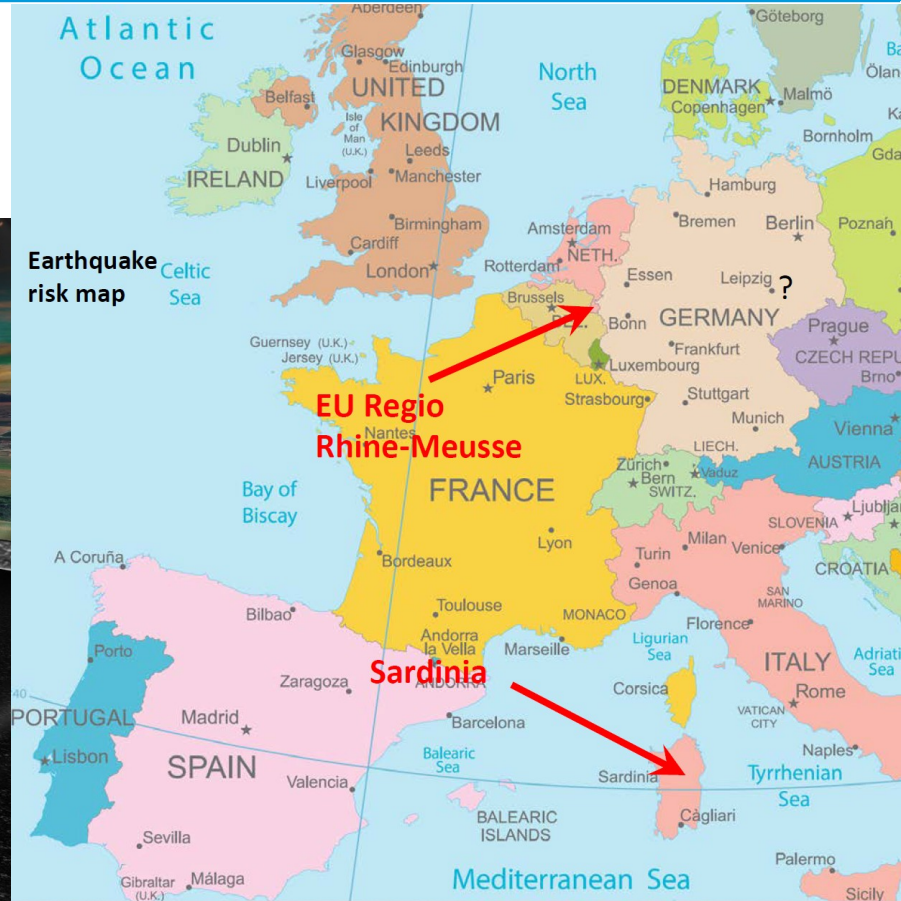 Aberdeen
Göteborg
Atlantic
Ocean
Glasgow
Edinburgh
UNITED
KINGDOM
North
Sea
DENMARK
Copenhagen
Malmö
Belfast
Isle
of
Man
(U.K.)
Bornholm
Dublin
IRELAND
Leeds
Liverpool
Manchester
Hamburg
Birmingham
Amsterdam
Bremen
Berlin
Poznań
Cardiff
NETH.
Earthquake
risk map
Celtic
Sea
London
Rotterdam
Essen
Leipzig
?
Brussels
BEL.
Bonn
GERMANY
Prague
Guernsey (U.K.)
Jersey (U.K.)
Frankfurt
CZECH REPU
Luxembourg
LUX.
Brno
Paris
Strasbourg
Stuttgart
EU Regio
Rhine-Meusse
Nantes
Munich
Vienna
LIECH.
Zürich
Vaduz
AUSTRIA
Bern
SWITZ.
Bay of
Biscay
FRANCE
Ljublja
SLOVENIA
Lyon
Milan
Venice
Turin
A Coruña
Bordeaux
CROATIA
Genoa
SAN
MARINO
Bilbao
Toulouse
MONACO
Florence
Andorra
la Vella
Marseille
Ligurian
Sea
Porto
Sardinia
ANDORRA
ITALY
Adriati
Sea
Zaragoza
Corsica
Rome
40
PORTUGAL
Madrid
Barcelona
VATICAN
CITY
Lisbon
SPAIN
Balearic
Sea
Naples
Valencia
Sardinia
Tyrrhenian
Sea
BALEARIC
ISLANDS
Càgliari
Sevilla
Gibraltar
(U.K.)
Málaga
Mediterranean Sea
Palermo
Sicily